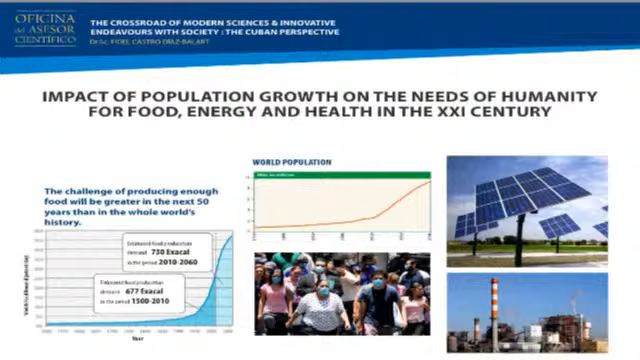 OFICINA
del ASESOR
CIENTÍFICO
THE CROSSROAD OF MODERN SCIENCES & INNOVATIVE
ENDEAVOURS WITH SOCIETY : THE CUBAN PERSPECTIVE
Dr.Sc. FIDEL CASTRO DÍAZ-BALART
IMPACT OF POPULATION GROWTH ON THE NEEDS OF HUMANITY
FOR FOOD, ENERGY AND HEALTH IN THE XXI CENTURY
The challenge of producing enough
food will be greater in the next 50
years than in the whole world's
history.
Estimated food production
demand 730 Exacal
in the period 2010-2060
Estimated food production
demand 677 Exacal
in the period 1500-2010
Year
WORLD POPULATION